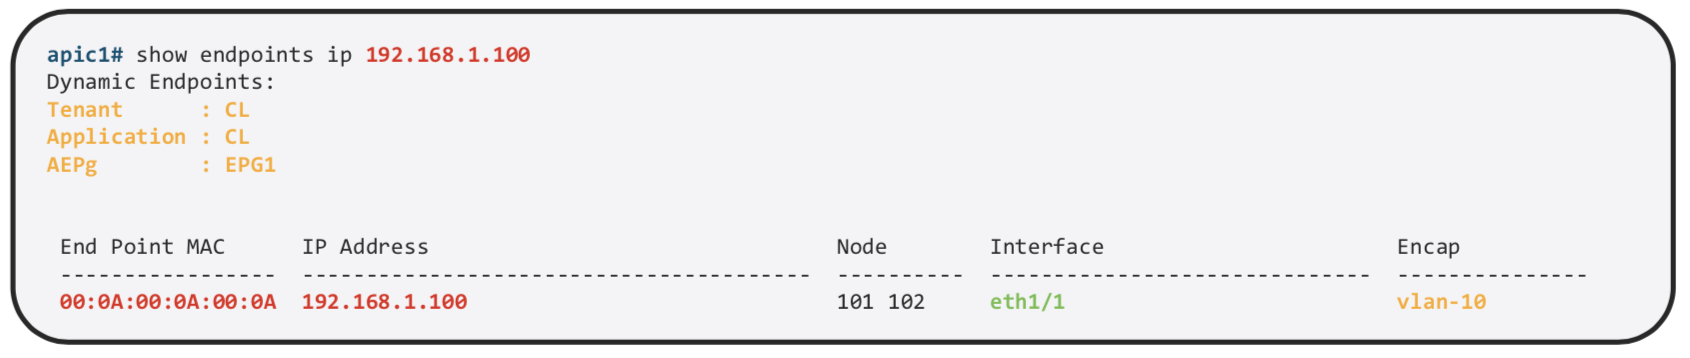 apic1# show endpoints ip 192.168.1.100
Dynamic Endpoints:
Tenant      : CL
Application : CL
AEPg        : EPG1
End Point MAC      IP Address                                Node        Interface                       Encap
-----------------  ----------------------------------------  ----------  ------------------------------  ---------------
00:0A:00:0A:00:0A  192.168.1.100                             101 102     eth1/1                          vlan-10